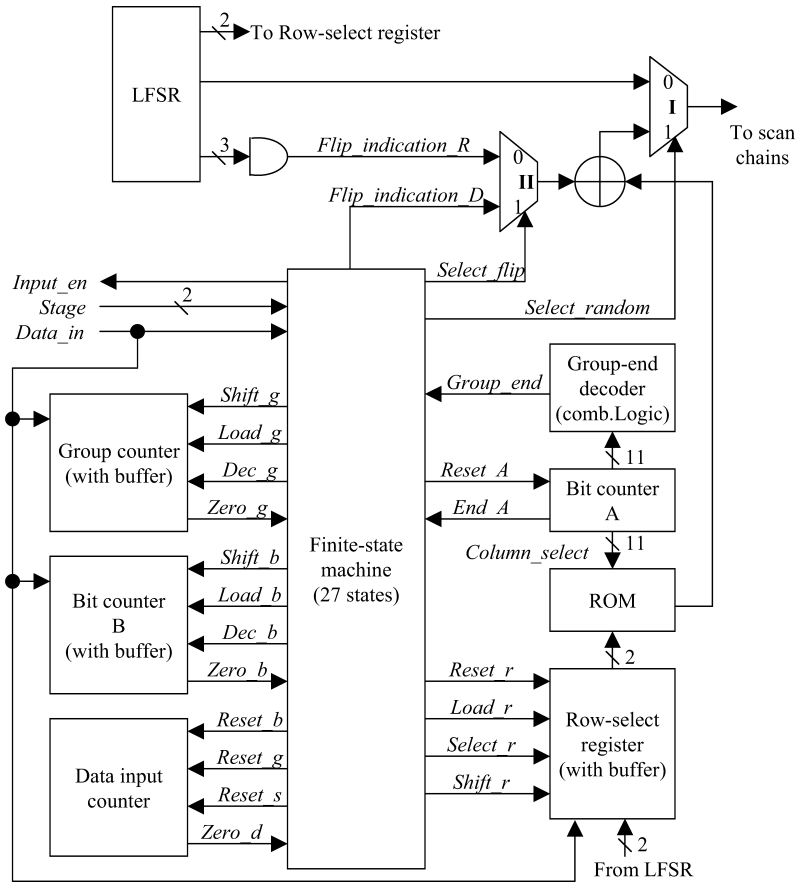 2
To Row-select register
LFSR
0
I
1
To scan
chains
3
Flip_indication_R
0
II
1
Flip_indication_D
Input_en
Stage
2
Data_in
Select_flip
Select_random
Group counter
(with buffer)
Shift_g
Load_g
Dec_g
Zero_g
Bit counter
B
(with buffer)
Shift_b
Load_b
Dec_b
Zero_b
Data input
counter
Reset_b
Reset_g
Reset_s
Zero_d
Finite-state
machine
(27 states)
Group_end
Group-end
decoder
(comb.Logic)
11
Reset_A
End_A
Bit counter
A
11
Column_select
ROM
2
Reset_r
Load_r
Select_r
Shift_r
Row-select
register
(with buffer)
2
From LFSR